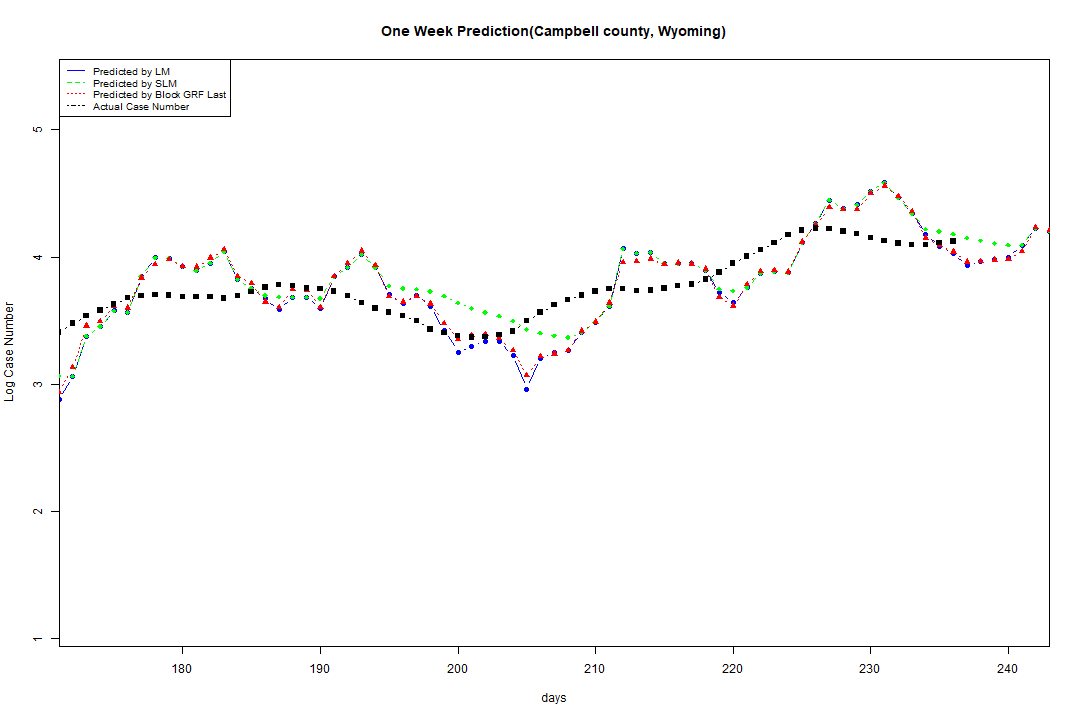 One Week Prediction(Campbell county, Wyoming)
Predicted by LM
Predicted by SLM
Predicted by Block GRF Last
Actual Case Number
5
4
3
2
1
Log Case Number
180 190 200 210 220 230 240
days